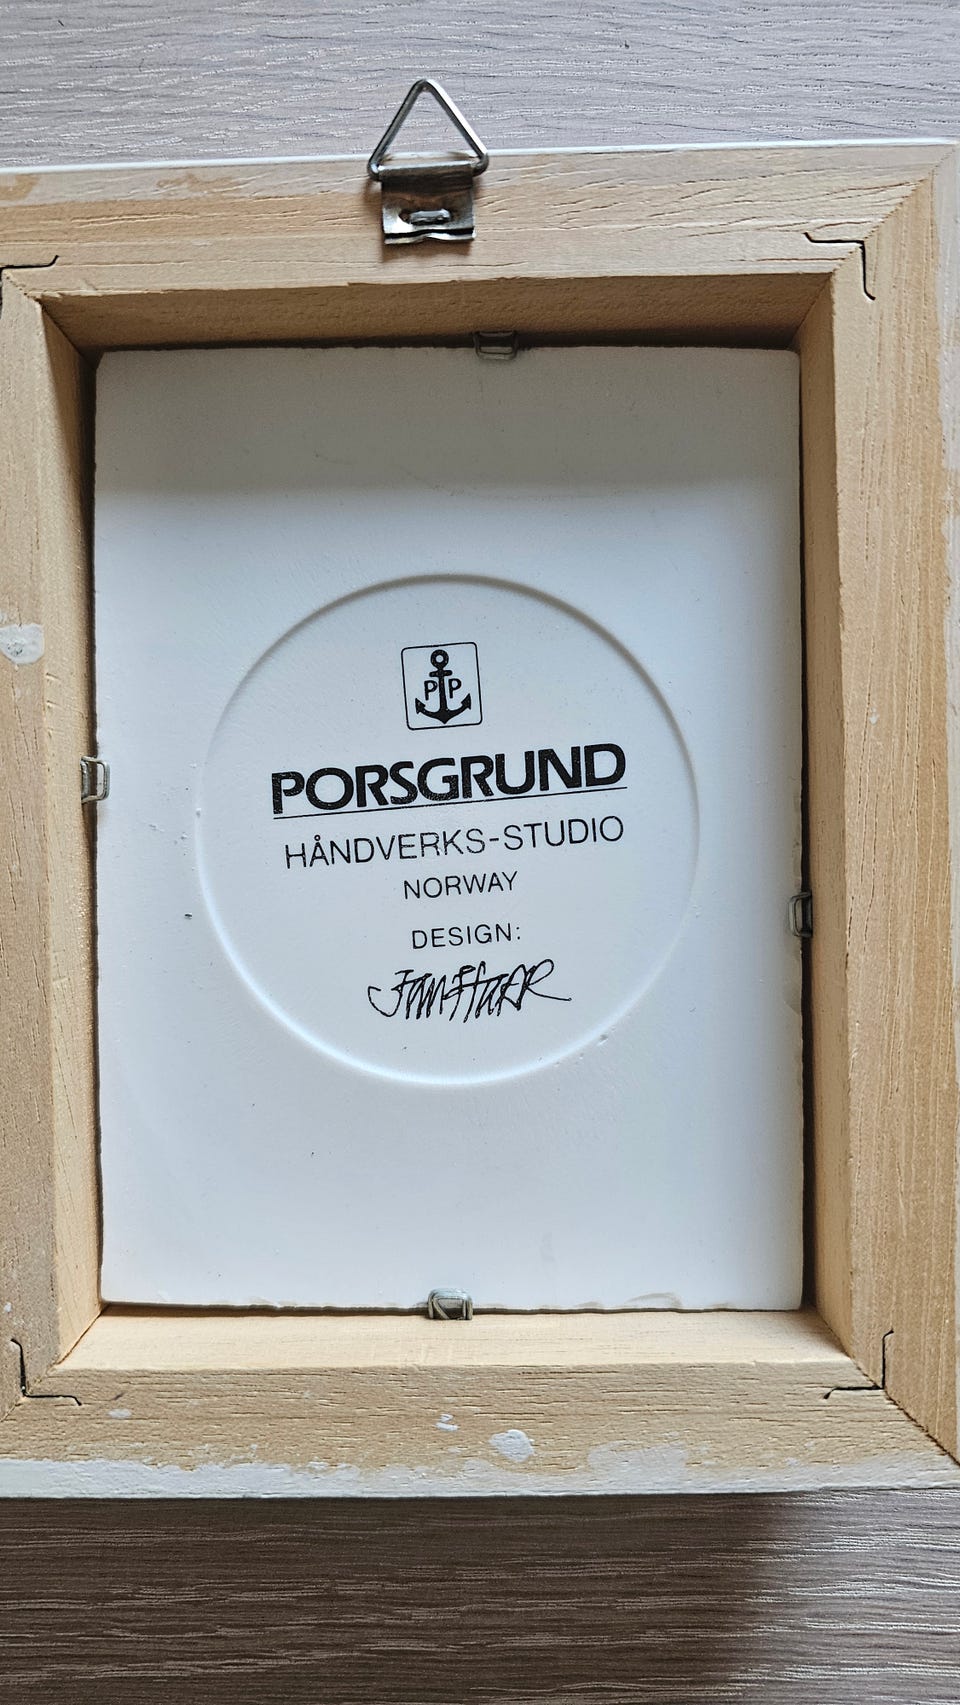 P P
PORSGRUND
HÅNDVERKS-STUDIO
NORWAY
DESIGN: